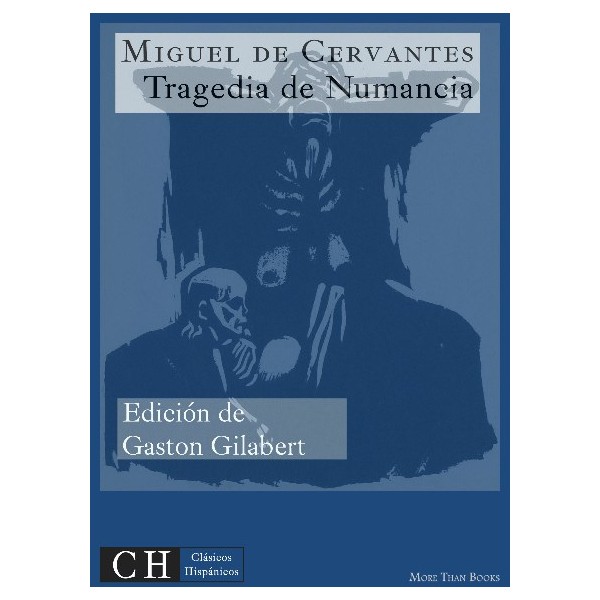 MIGUEL DE CERVANTES
Tragedia de Numancia
Edición de
Gaston Gilabert
CH
Clásicos
Hispánicos
MORE THAN BOOKS